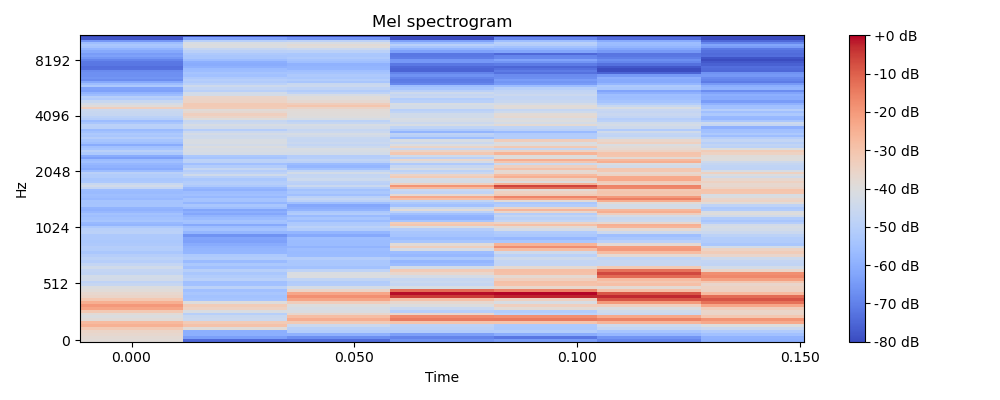 Mel spectrogram
Hz
8192
4096
2048
1024
512
0
0.000
0.050
0.100
0.150
Time
+0 dB
-10 dB
-20 dB
-30 dB
-40 dB
-50 dB
-60 dB
-70 dB
-80 dB